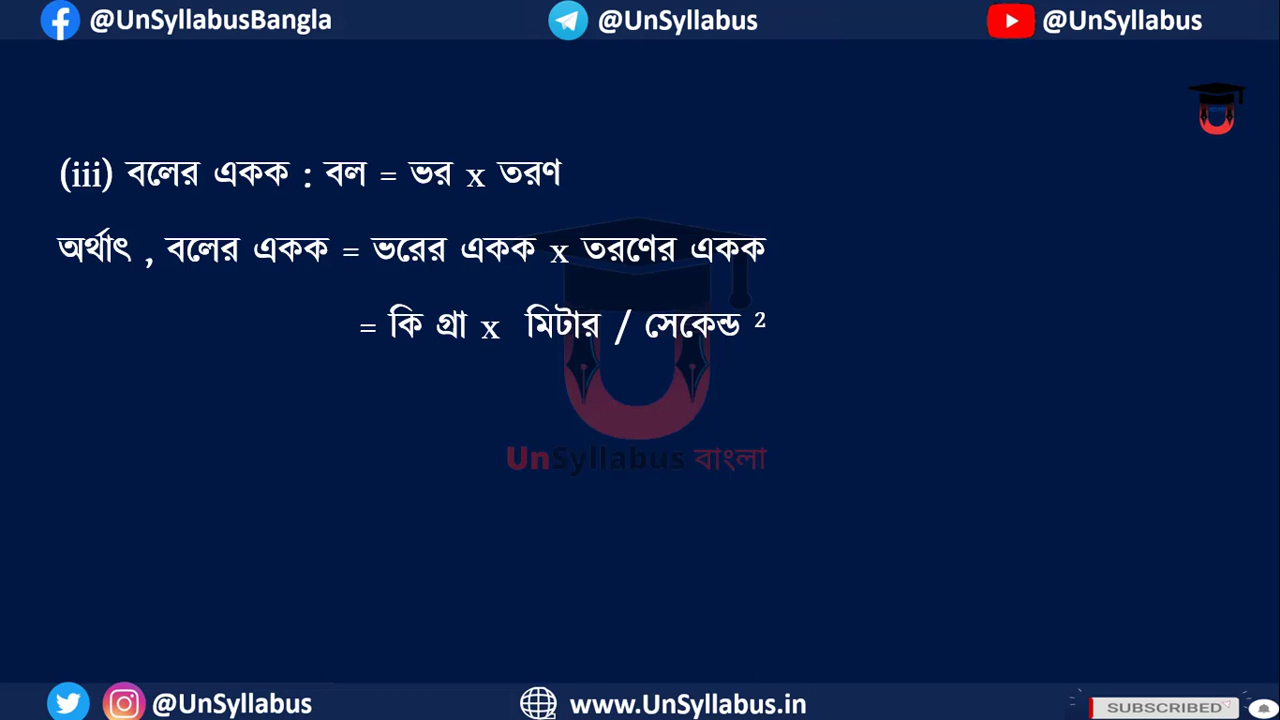 @UnSyllabusBangla @UnSyllabus @UnSyllabus
(iii) বলের একক : বল = ভর x তরণ
অর্থাৎ , বলের একক = ভরের একক x তরণের একক
= কি গ্রা x মিটার / সেকেন্ড ²
UnSyllabus বাংলা
@UnSyllabus www.UnSyllabus.in SUBSCRIBED